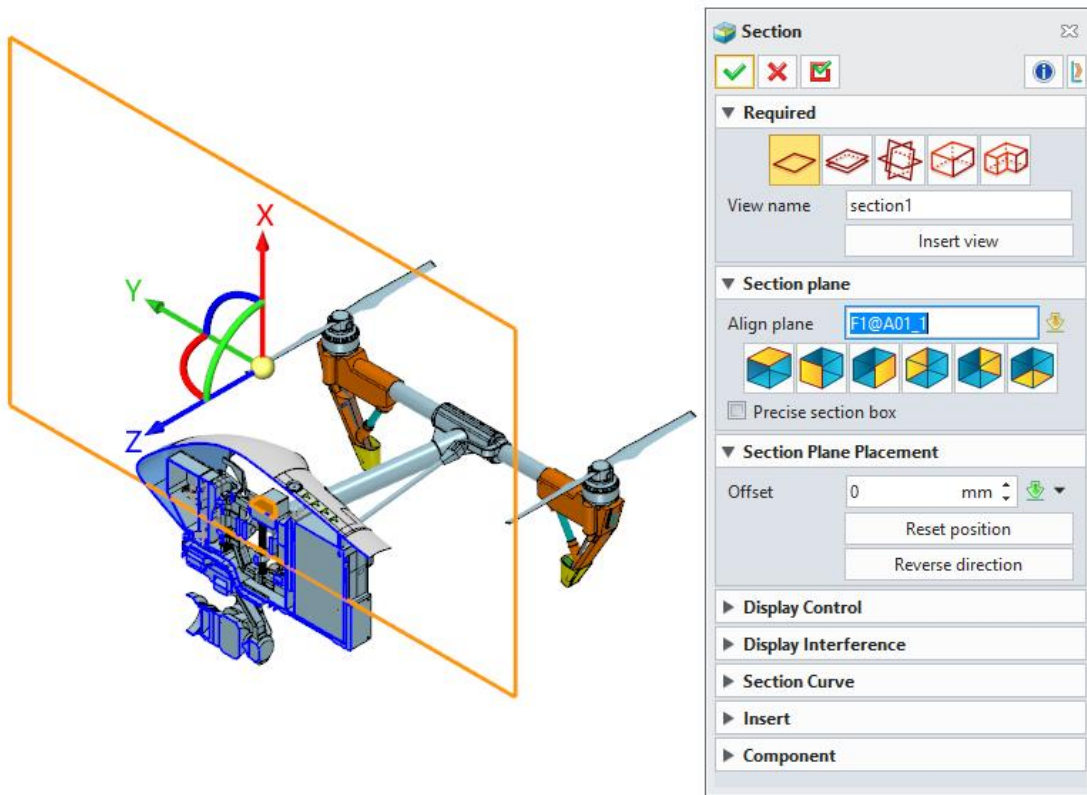 Section
Required
View name section1
Insert view
Section plane
Align plane F1@A01_1
Precise section box
Section Plane Placement
Offset 0 mm
Reset position
Reverse direction
Display Control
Display Interference
Section Curve
Insert
Component
X
Y
Z